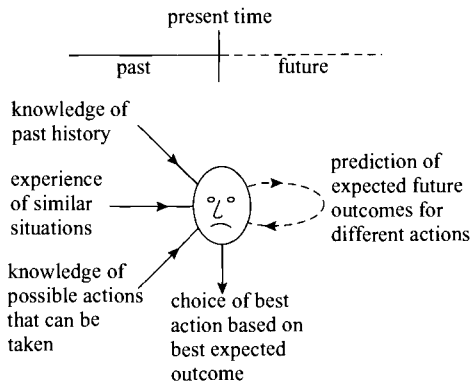 present time
past
future
knowledge of
past history
experience
of similar
situations
knowledge of
possible actions
that can be
taken
prediction of
expected future
outcomes for
different actions
choice of best
action based on
best expected
outcome